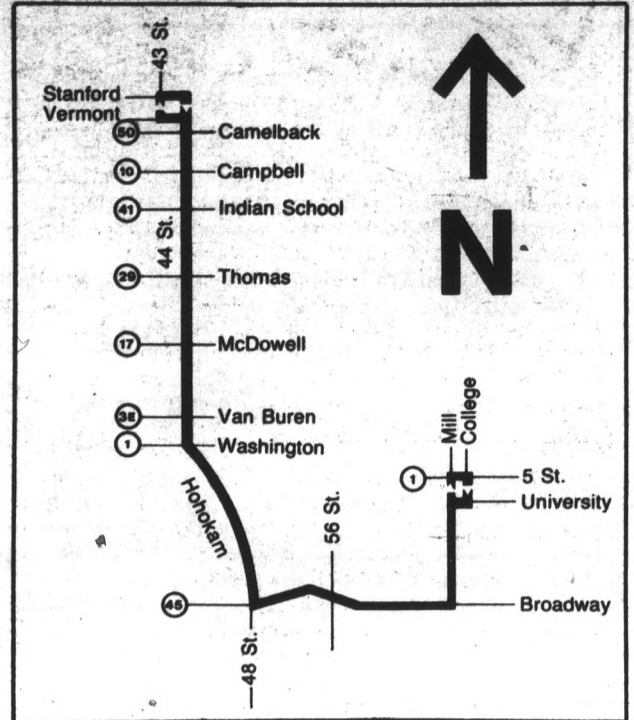 43 St.
Stanford
Vermont
50 Camelback
10 Campbell
41 Indian School
44 St.
29 Thomas
17 McDowell
3E Van Buren
1 Washington
N
Mill
College
1 5 St.
University
Hohokam
56 St.
45 Broadway
48 St.